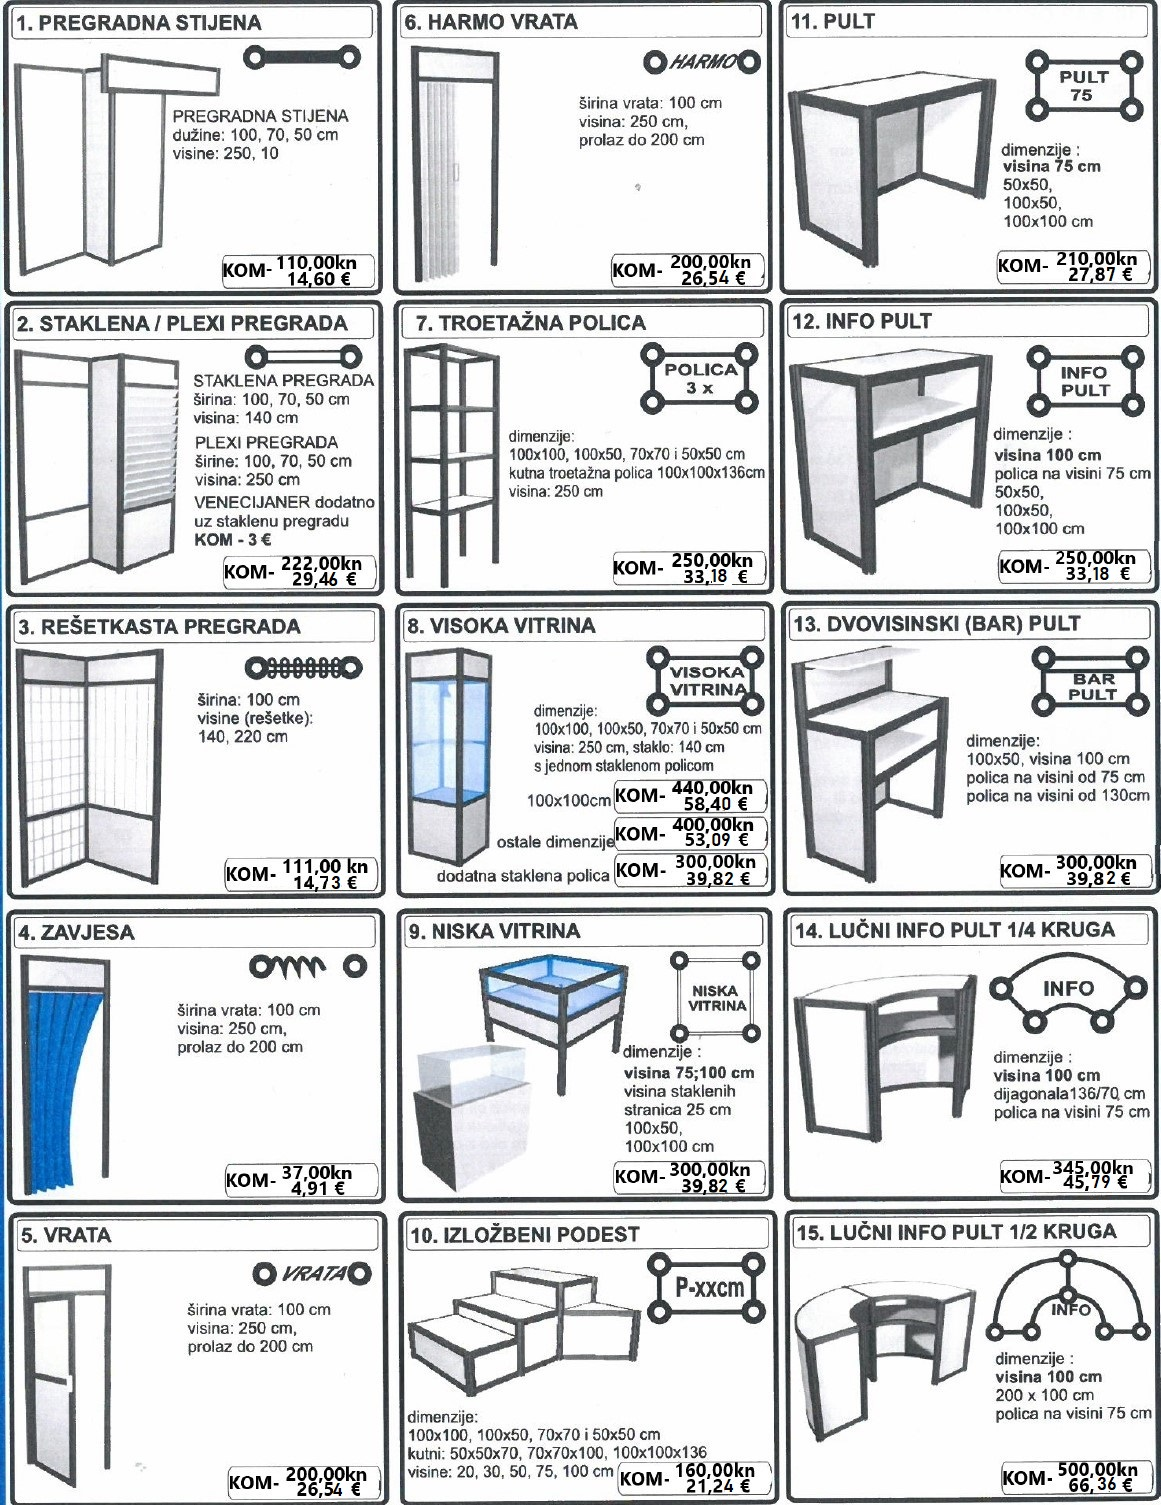 1. PREGRADNA STIJENA
PREGRADNA STIJENA
dužine: 100, 70, 50 cm
visine: 250, 10
KOM- 110,00kn
14,60 €
2. STAKLENA / PLEXI PREGRADA
STAKLENA PREGRADA
širina: 100, 70, 50 cm
visina: 140 cm
PLEXI PREGRADA
širine: 100, 70, 50 cm
visina: 250 cm
VENECIJANER dodatno
uz staklenu pregradu
KOM - 3 €
KOM- 222,00kn
29,46 €
3. REŠETKASTA PREGRADA
širina: 100 cm
visine (rešetke):
140, 220 cm
KOM- 111,00 kn
14,73 €
4. ZAVJESA
širina vrata: 100 cm
visina: 250 cm,
prolaz do 200 cm
KOM- 37,00kn
4,91 €
5. VRATA
VRATA
širina vrata: 100 cm
visina: 250 cm,
prolaz do 200 cm
KOM- 200,00kn
26,54 €
6. HARMO VRATA
HARMO
širina vrata: 100 cm
visina: 250 cm,
prolaz do 200 cm
KOM- 200,00kn
26,54 €
7. TROETAŽNA POLICA
POLICA
3 x
dimenzije:
100x100, 100x50, 70x70 i 50x50 cm
kutna troetažna polica 100x100x136cm
visina: 250 cm
KOM- 250,00kn
33,18 €
8. VISOKA VITRINA
VISOKA
VITRINA
dimenzije:
100x100, 100x50, 70x70 i 50x50 cm
visina: 250 cm, staklo: 140 cm
s jednom staklenom policom
100x100cm KOM- 440,00kn
58,40 €
ostale dimenzije KOM- 400,00kn
53,09 €
dodatna staklena polica KOM- 300,00kn
39,82 €
9. NISKA VITRINA
NISKA
VITRINA
dimenzije :
visina 75;100 cm
visina staklenih
stranica 25 cm
100x50,
100x100 cm
KOM- 300,00kn
39,82 €
10. IZLOŽBENI PODEST
P-xxcm
dimenzije:
100x100, 100x50, 70x70 i 50x50 cm
kutni: 50x50x70, 70x70x100, 100x100x136
visine: 20, 30, 50, 75, 100 cm
KOM- 160,00kn
21,24 €
11. PULT
PULT
75
dimenzije :
visina 75 cm
50x50,
100x50,
100x100 cm
KOM- 210,00kn
27,87 €
12. INFO PULT
INFO
PULT
dimenzije :
visina 100 cm
polica na visini 75 cm
50x50,
100x50,
100x100 cm
KOM- 250,00kn
33,18 €
13. DVOVISINSKI (BAR) PULT
BAR
PULT
dimenzije:
100x50, visina 100 cm
polica na visini od 75 cm
polica na visini od 130cm
KOM- 300,00kn
39,82 €
14. LUČNI INFO PULT 1/4 KRUGA
INFO
dimenzije :
visina 100 cm
dijagonala136/70, cm
polica na visini 75 cm
KOM- 345,00kn
45,79 €
15. LUČNI INFO PULT 1/2 KRUGA
INFO
dimenzije :
visina 100 cm
200 x 100 cm
polica na visini 75 cm
KOM- 500,00kn
66,36 €